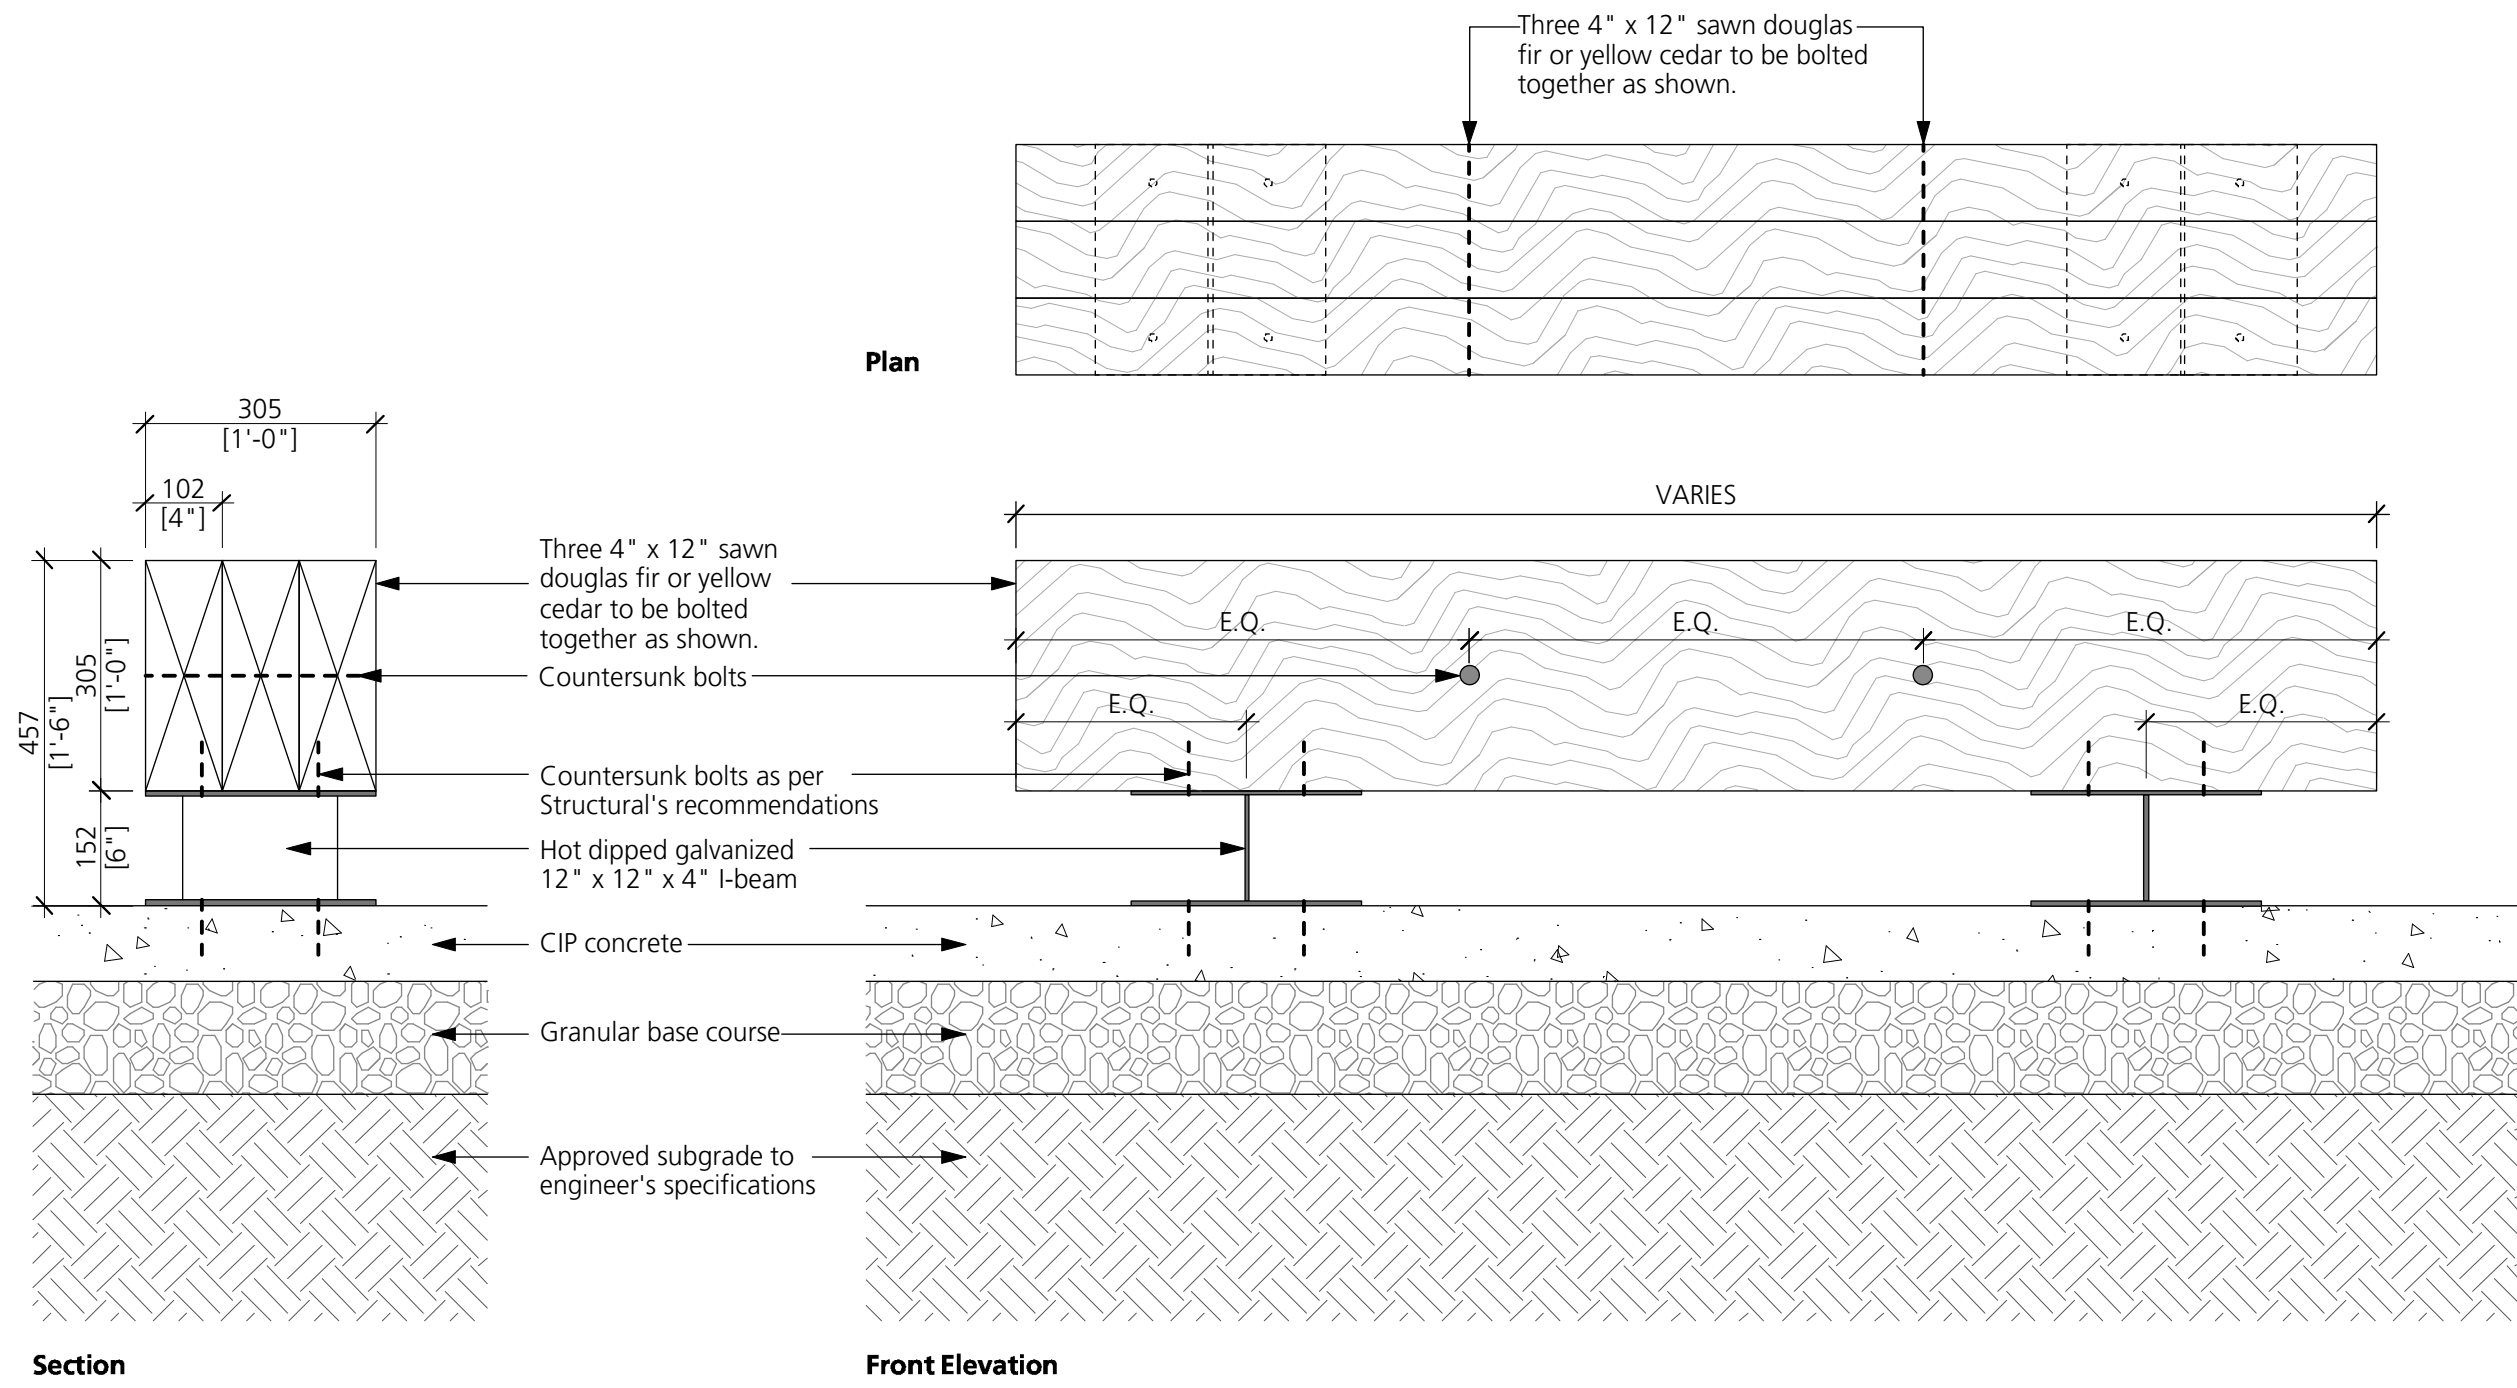 Three 4" x 12" sawn douglas
fir or yellow cedar to be bolted
together as shown.
Plan
305
[1'-0"]
102
[4"]
VARIES
Three 4" x 12" sawn
douglas fir or yellow
cedar to be bolted
together as shown.
E.Q.
E.Q.
E.Q.
305
[1'-0"]
457
[1'-6"]
Countersunk bolts
E.Q.
E.Q.
Countersunk bolts as per
Structural's recommendations
152
[6"]
Hot dipped galvanized
12" x 12" x 4" I-beam
CIP concrete
Granular base course
Approved subgrade to
engineer's specifications
Section
Front Elevation